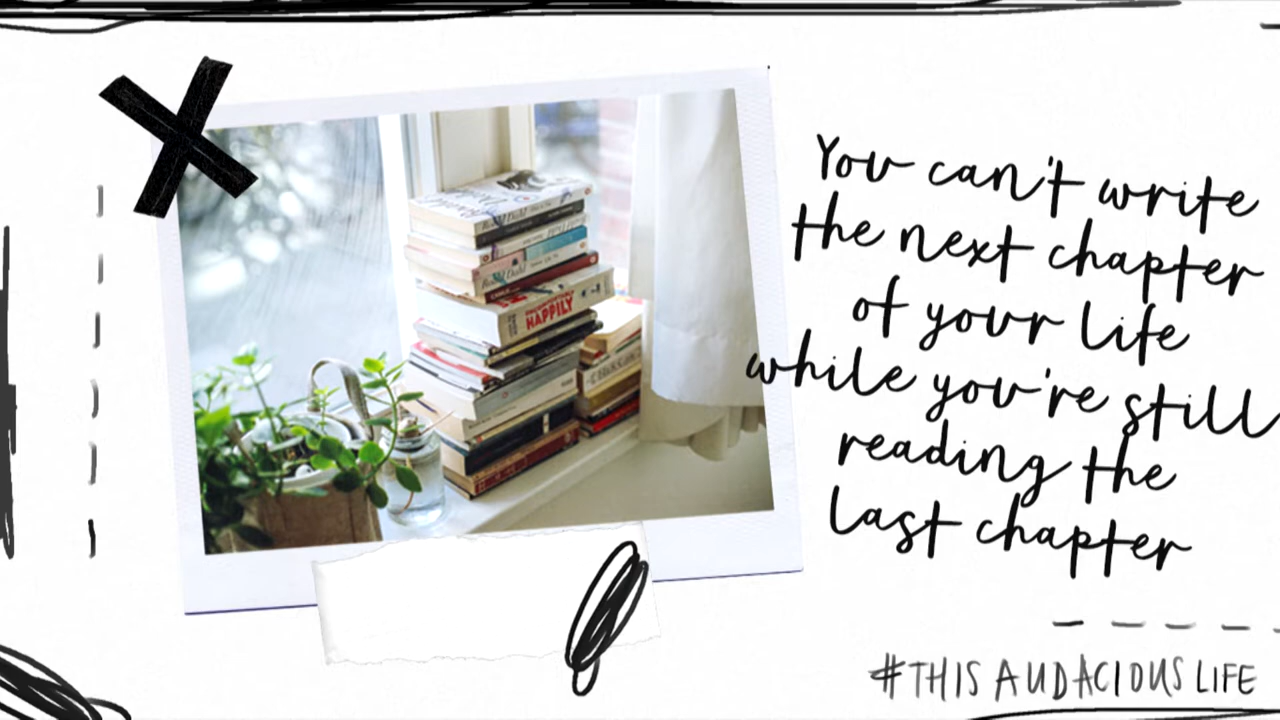 HAPPILY
You can't write
the next chapter
of your life
while you're still
reading the
last chapter
#THIS AUDACIOUS LIFE